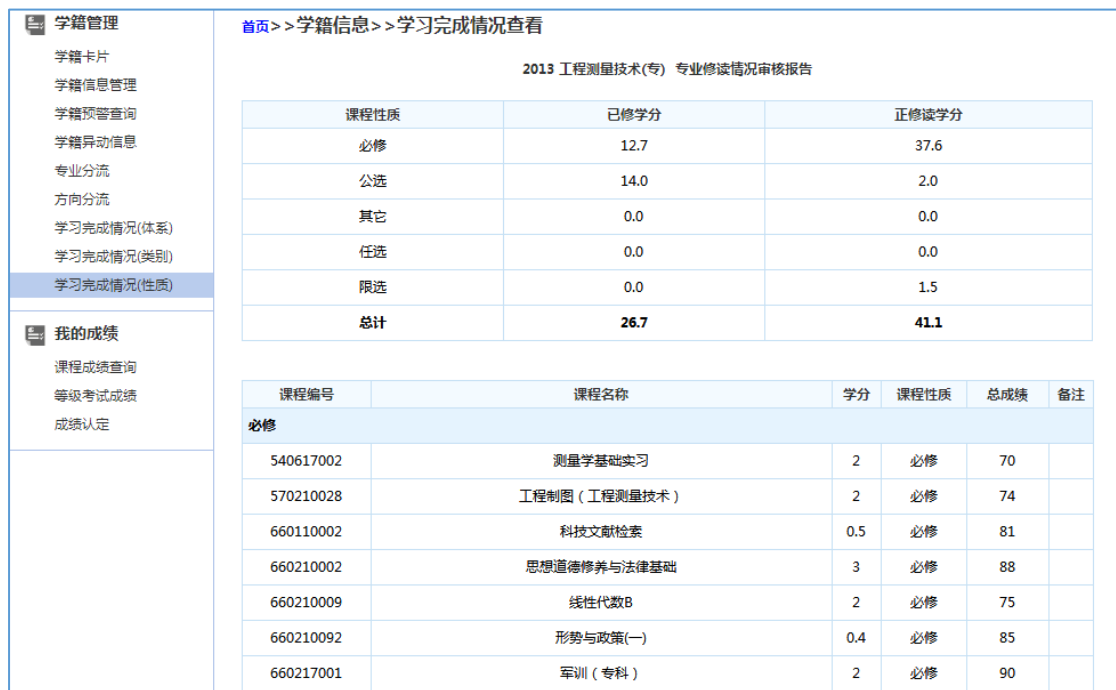 学籍管理
学籍卡片
学籍信息管理
学籍预警查询
学籍异动信息
专业分流
方向分流
学习完成情况(体系)
学习完成情况(类别)
学习完成情况(性质)
我的成绩
课程成绩查询
等级考试成绩
成绩认定
首页>>学籍信息>>学习完成情况查看
2013 工程测量技术(专) 专业修读情况审核报告
课程性质 已修学分 正修读学分
必修 12.7 37.6
公选 14.0 2.0
其它 0.0 0.0
任选 0.0 0.0
限选 0.0 1.5
总计 26.7 41.1
课程编号 课程名称 学分 课程性质 总成绩 备注
必修
540617002 测量学基础实习 2 必修 70
570210028 工程制图（工程测量技术） 2 必修 74
660110002 科技文献检索 0.5 必修 81
660210002 思想道德修养与法律基础 3 必修 88
660210009 线性代数B 2 必修 75
660210092 形势与政策(一) 0.4 必修 85
660217001 军训（专科） 2 必修 90